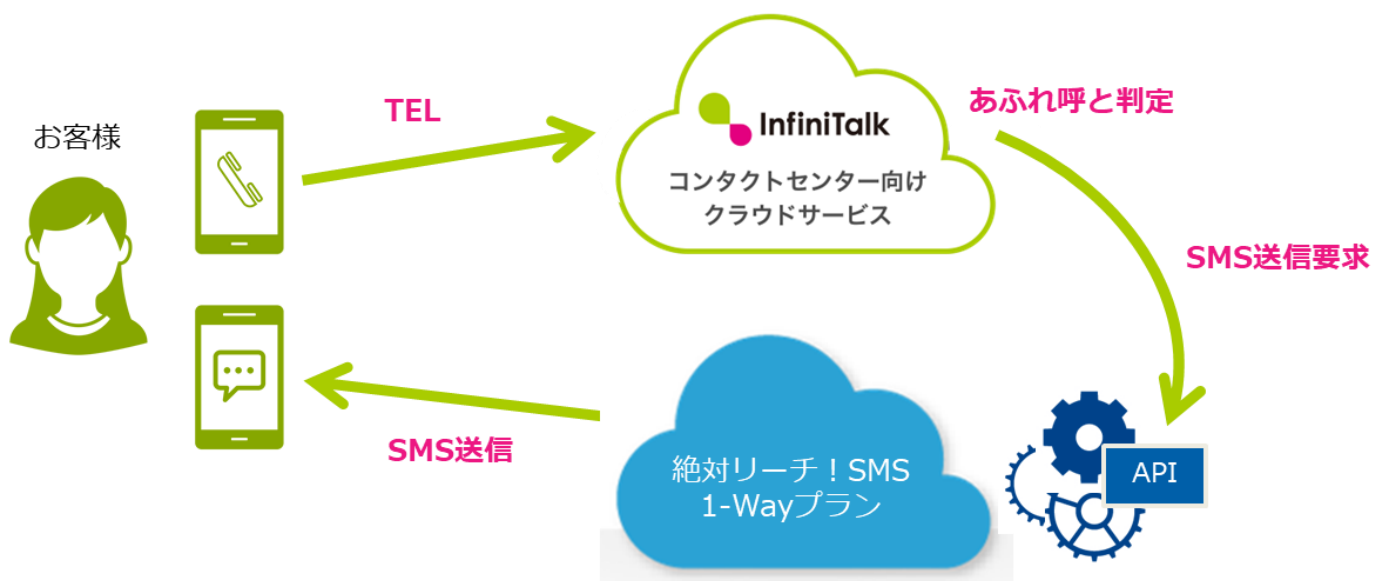 お客様
TEL
InfiniTalk
コンタクトセンター向け
クラウドサービス
あふれ呼と判定
SMS送信要求
API
絶対リーチ！SMS
1-Wayプラン
SMS送信